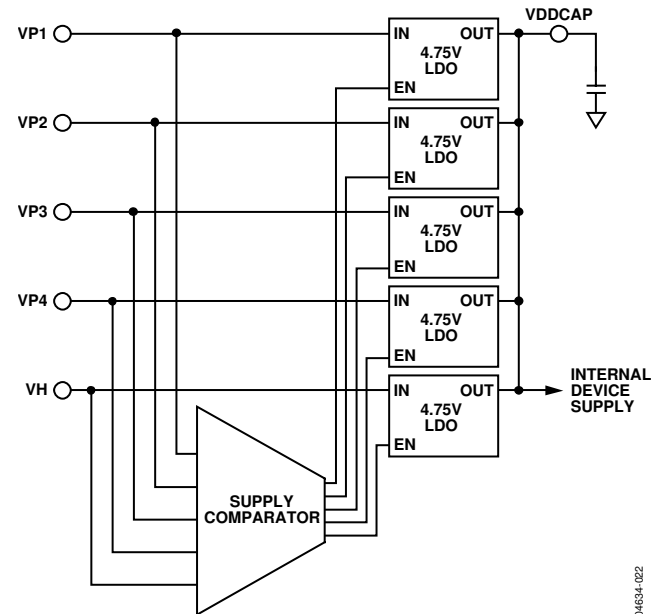 VDDCAP
VP1
IN OUT
4.75V
LDO
EN
VP2
IN OUT
4.75V
LDO
EN
VP3
IN OUT
4.75V
LDO
EN
VP4
IN OUT
4.75V
LDO
EN
VH
IN OUT
4.75V
LDO
EN
INTERNAL
DEVICE
SUPPLY
SUPPLY
COMPARATOR
04634-022